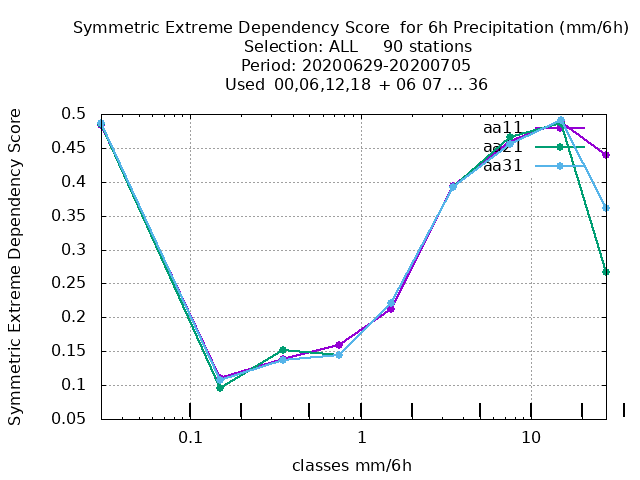 Symmetric Extreme Dependency Score  for 6h Precipitation (mm/6h)
Selection: ALL     90 stations
Period: 20200629-20200705
Used  00,06,12,18  + 06 07 ... 36
Symmetric Extreme Dependency Score
0.5
0.45
0.4
0.35
0.3
0.25
0.2
0.15
0.1
0.05
aa11
aa21
aa31
0.1 1 10
classes mm/6h